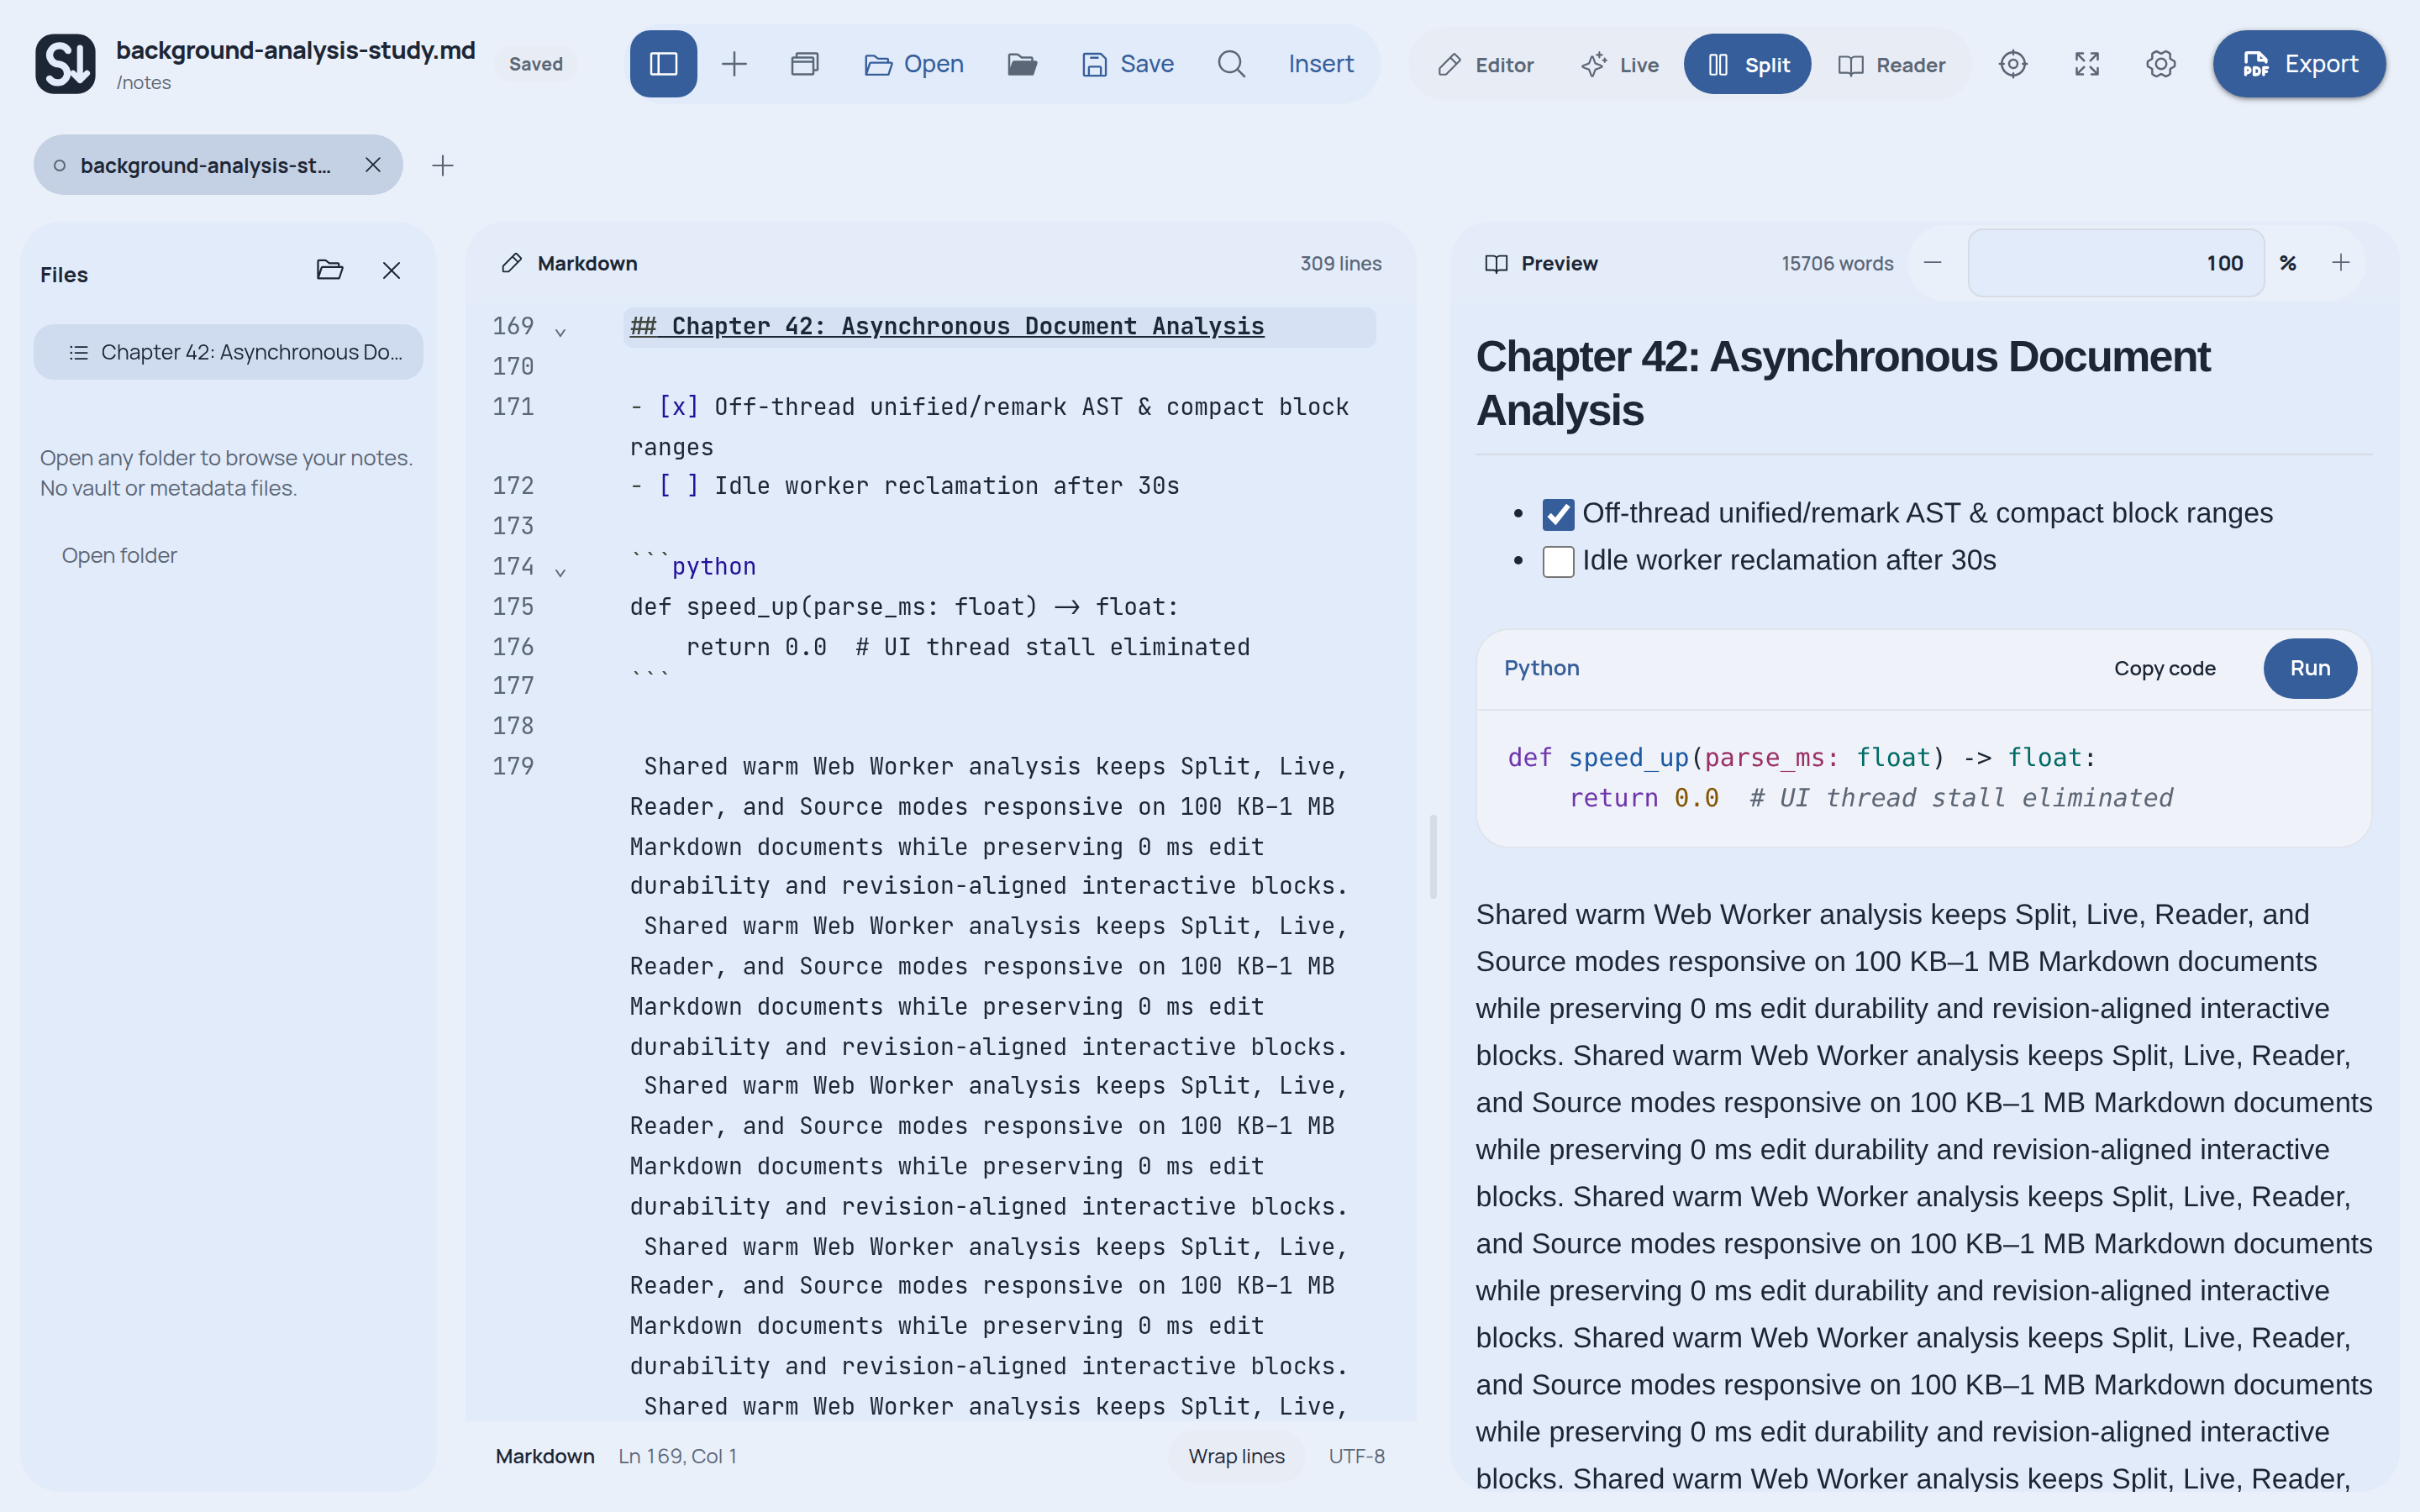 background-analysis-study.md
/notes
Saved
Open
Save
Insert
Editor
Live
Split
Reader
PDF
Export
background-analysis-st...
Files
Chapter 42: Asynchronous Do...
Open any folder to browse your notes.
No vault or metadata files.
Open folder
Markdown
309 lines
169 ## Chapter 42: Asynchronous Document Analysis
170
171 - [x] Off-thread unified/remark AST & compact block
ranges
172 - [ ] Idle worker reclamation after 30s
173
174 ```python
175 def speed_up(parse_ms: float) -> float:
176     return 0.0  # UI thread stall eliminated
177 ```
178
179  Shared warm Web Worker analysis keeps Split, Live,
Reader, and Source modes responsive on 100 KB–1 MB
Markdown documents while preserving 0 ms edit
durability and revision-aligned interactive blocks.
Shared warm Web Worker analysis keeps Split, Live,
Reader, and Source modes responsive on 100 KB–1 MB
Markdown documents while preserving 0 ms edit
durability and revision-aligned interactive blocks.
Shared warm Web Worker analysis keeps Split, Live,
Reader, and Source modes responsive on 100 KB–1 MB
Markdown documents while preserving 0 ms edit
durability and revision-aligned interactive blocks.
Shared warm Web Worker analysis keeps Split, Live,
Reader, and Source modes responsive on 100 KB–1 MB
Markdown documents while preserving 0 ms edit
durability and revision-aligned interactive blocks.
Shared warm Web Worker analysis keeps Split, Live,
Markdown
Ln 169, Col 1
Wrap lines
UTF-8
Preview
15706 words
100
%
Chapter 42: Asynchronous Document
Analysis
• Off-thread unified/remark AST & compact block ranges
• Idle worker reclamation after 30s
Python
Copy code
Run
def speed_up(parse_ms: float) -> float:
    return 0.0  # UI thread stall eliminated
Shared warm Web Worker analysis keeps Split, Live, Reader, and
Source modes responsive on 100 KB–1 MB Markdown documents
while preserving 0 ms edit durability and revision-aligned interactive
blocks. Shared warm Web Worker analysis keeps Split, Live, Reader,
and Source modes responsive on 100 KB–1 MB Markdown documents
while preserving 0 ms edit durability and revision-aligned interactive
blocks. Shared warm Web Worker analysis keeps Split, Live, Reader,
and Source modes responsive on 100 KB–1 MB Markdown documents
while preserving 0 ms edit durability and revision-aligned interactive
blocks. Shared warm Web Worker analysis keeps Split, Live, Reader,
and Source modes responsive on 100 KB–1 MB Markdown documents
while preserving 0 ms edit durability and revision-aligned interactive
blocks. Shared warm Web Worker analysis keeps Split, Live, Reader,